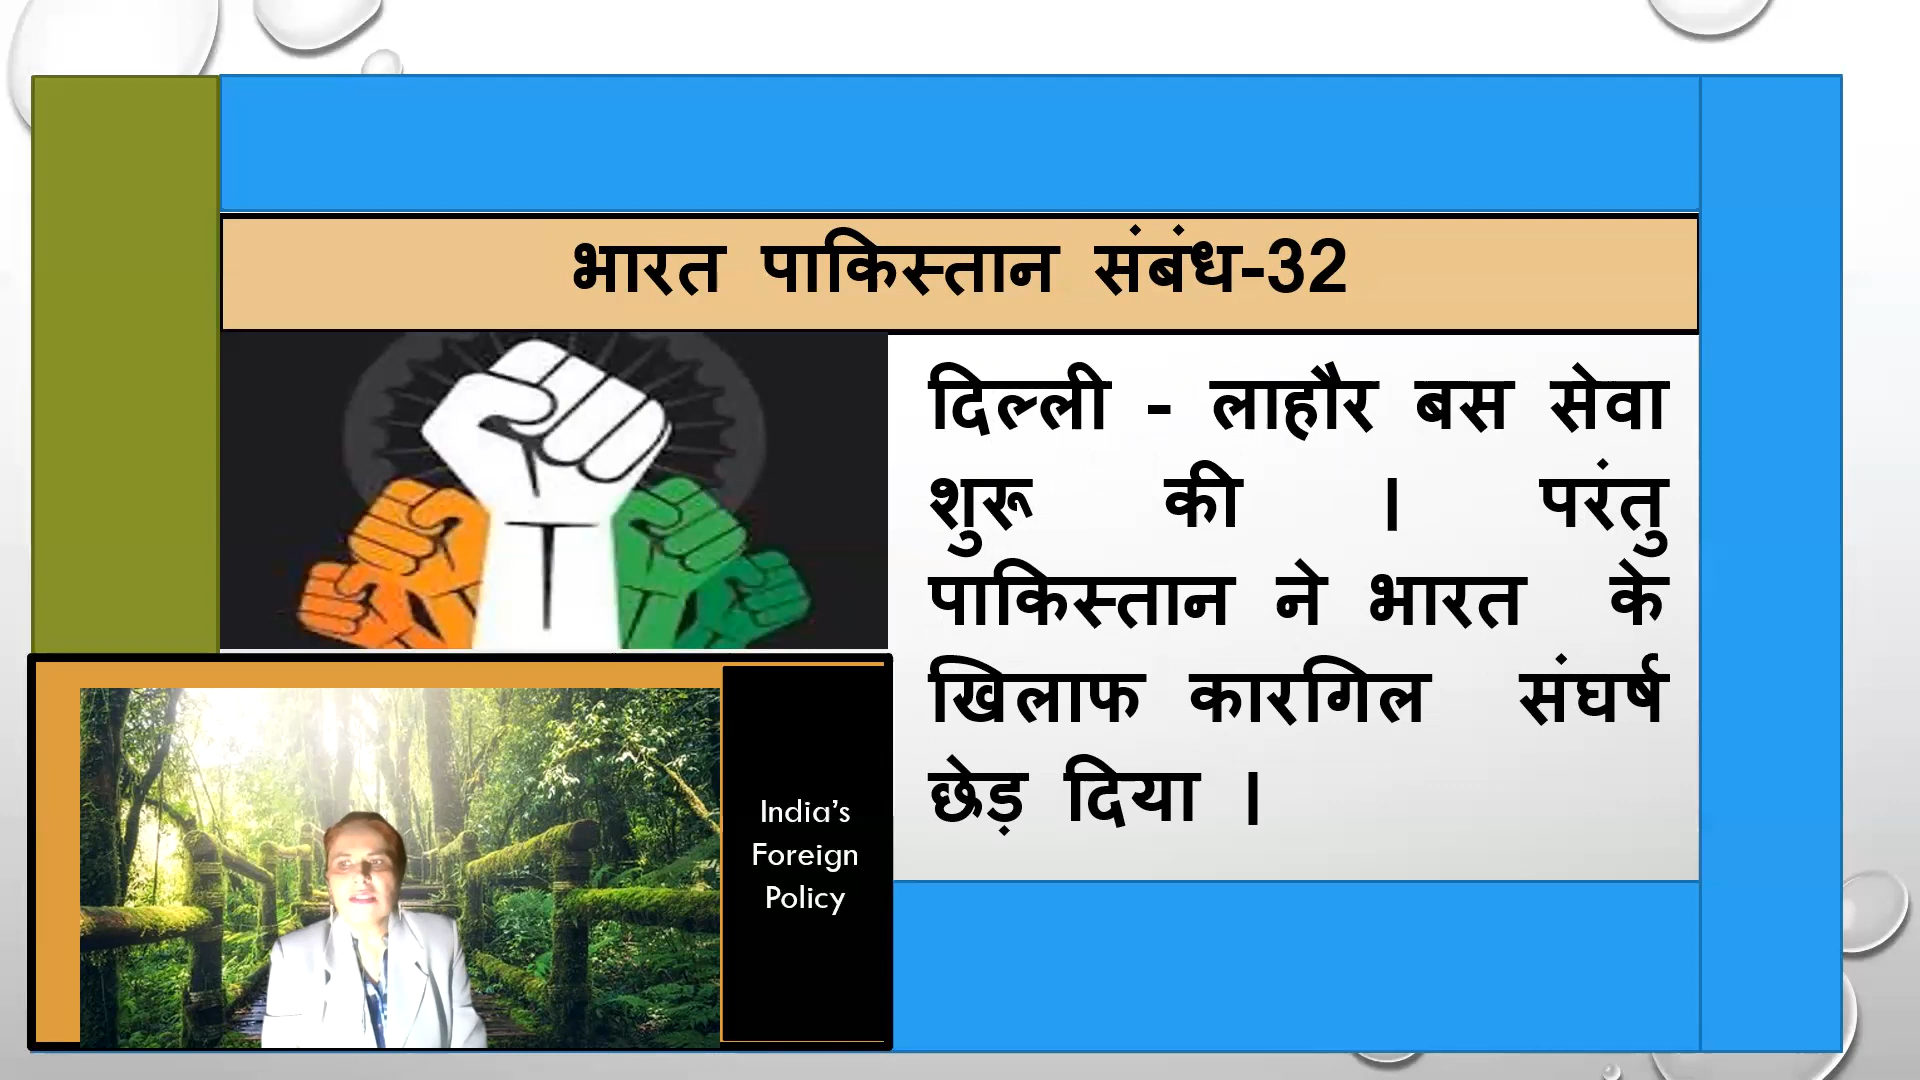 भारत पाकिस्तान संबंध-32
दिल्ली - लाहौर बस सेवा
शुरू की । परंतु
पाकिस्तान ने भारत के
खिलाफ कारगिल संघर्ष
छेड़ दिया ।
India's
Foreign
Policy